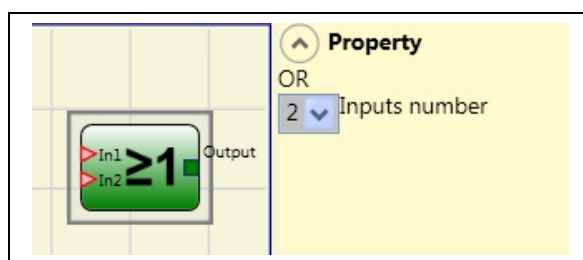 Property
OR
2 Inputs number
In1
In2
≥1
Output